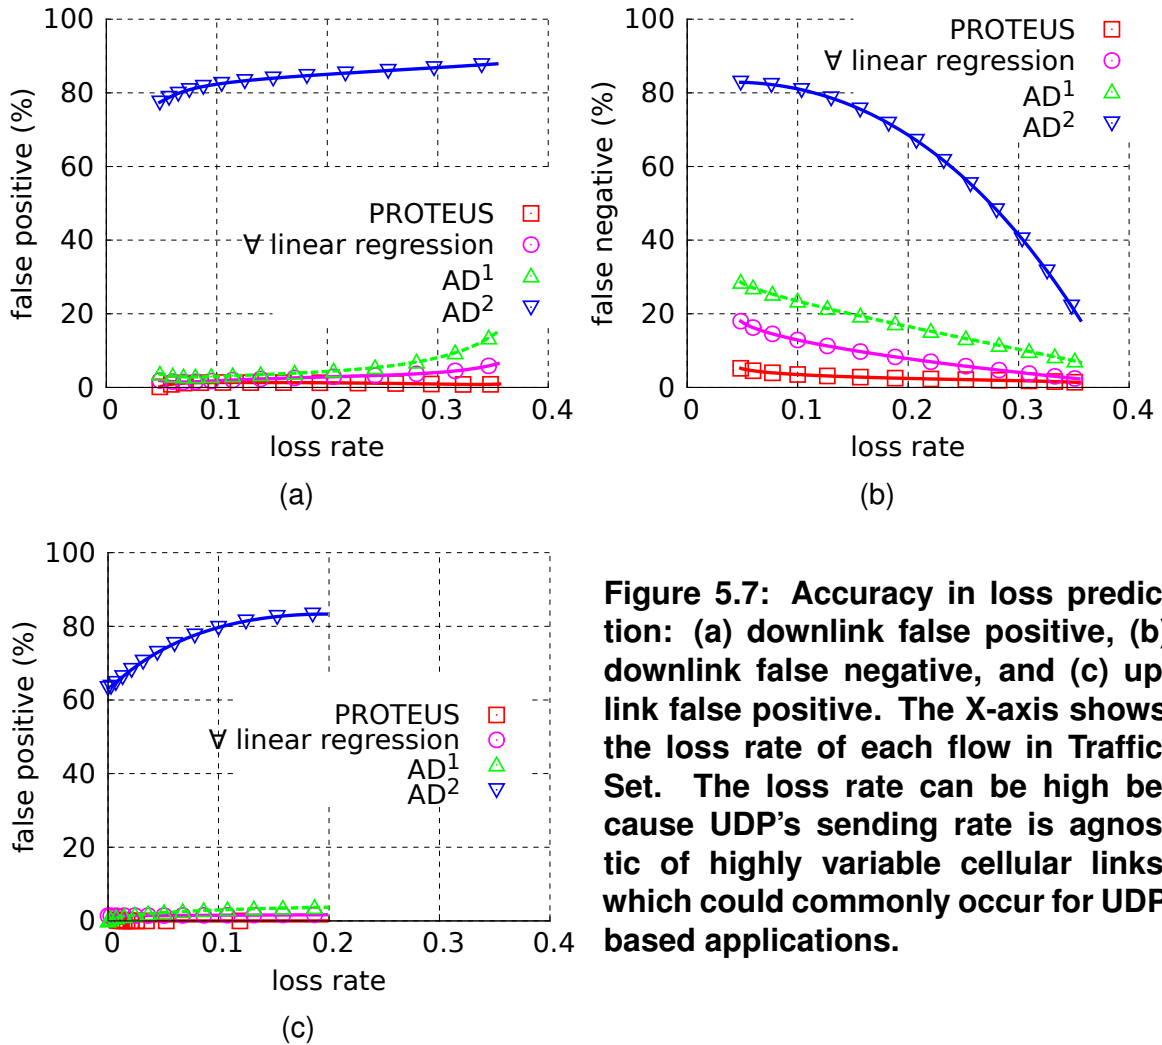 100
80
60
40
20
0
false positive (%)
PROTEUS
∀ linear regression
AD1
AD2
0 0.1 0.2 0.3 0.4
loss rate
(a)
100
80
60
40
20
0
false negative (%)
PROTEUS
∀ linear regression
AD1
AD2
0 0.1 0.2 0.3 0.4
loss rate
(b)
100
80
60
40
20
0
false positive (%)
PROTEUS
∀ linear regression
AD1
AD2
0 0.1 0.2 0.3 0.4
loss rate
(c)
Figure 5.7: Accuracy in loss predic
tion: (a) downlink false positive, (b)
downlink false negative, and (c) up
link false positive. The X-axis shows
the loss rate of each flow in Traffic
Set. The loss rate can be high be
cause UDP's sending rate is agnos
tic of highly variable cellular links
which could commonly occur for UDP
based applications.